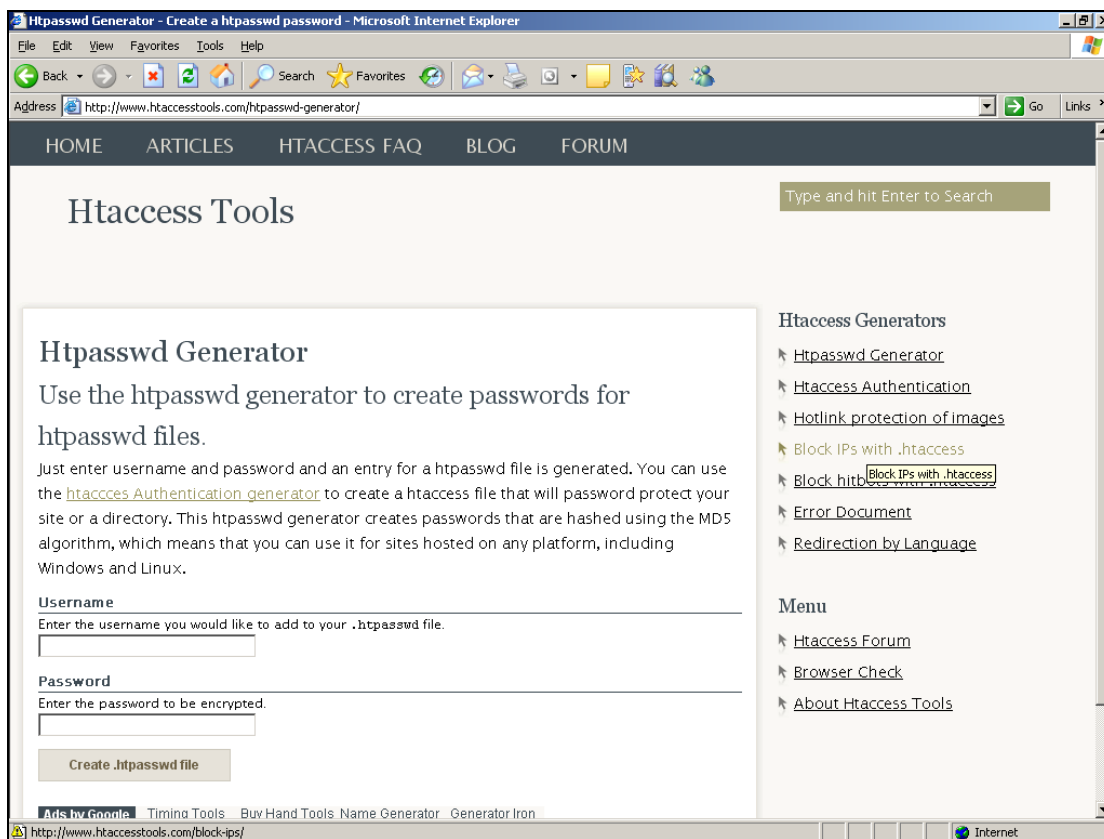 Htpasswd Generator - Create a htpasswd password - Microsoft Internet Explorer
File Edit View Favorites Tools Help
Back Search Favorites
Address http://www.htaccesstools.com/htpasswd-generator/ Go Links
HOME ARTICLES HTACCESS FAQ BLOG FORUM
Htaccess Tools
Type and hit Enter to Search
Htpasswd Generator
Use the htpasswd generator to create passwords for
htpasswd files.
Just enter username and password and an entry for a htpasswd file is generated. You can use
the htaccces Authentication generator to create a htaccess file that will password protect your
site or a directory. This htpasswd generator creates passwords that are hashed using the MD5
algorithm, which means that you can use it for sites hosted on any platform, including
Windows and Linux.
Username
Enter the username you would like to add to your .htpasswd file.
Password
Enter the password to be encrypted.
Create .htpasswd file
Ads by Google Timing Tools Buy Hand Tools Name Generator Generator Iron
Htaccess Generators
Htpasswd Generator
Htaccess Authentication
Hotlink protection of images
Block IPs with .htaccess
Block IPs with .htaccess
Block hitbots with .htaccess
Error Document
Redirection by Language
Menu
Htaccess Forum
Browser Check
About Htaccess Tools
http://www.htaccesstools.com/block-ips/ Internet